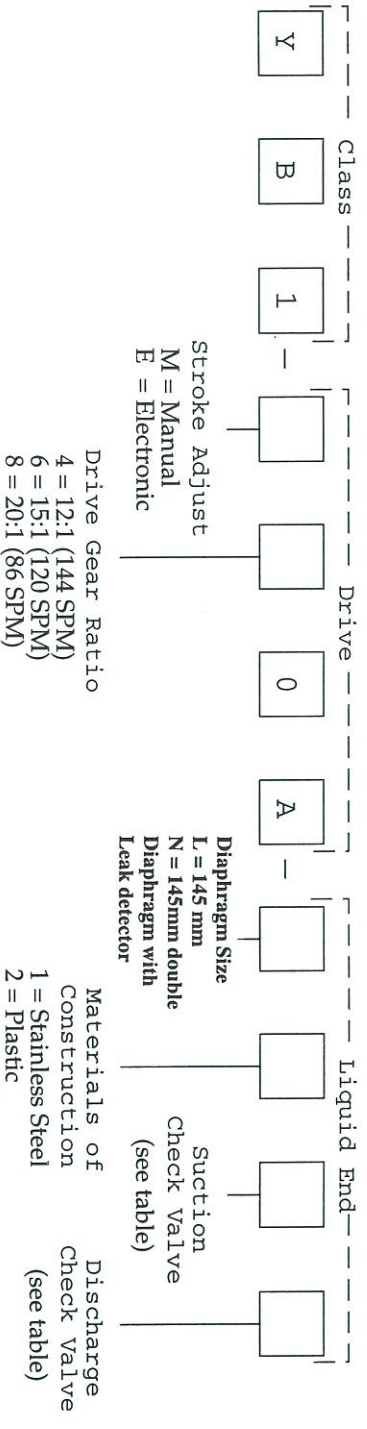 Class
Drive
Liquid End
Y B 1 – 0 A –
Stroke Adjust
M = Manual
E = Electronic
Drive Gear Ratio
4 = 12:1 (144 SPM)
6 = 15:1 (120 SPM)
8 = 20:1 (86 SPM)
Diaphragm Size
L = 145 mm
N = 145mm double
Diaphragm with
Leak detector
Materials of
Construction
1 = Stainless Steel
2 = Plastic
Suction
Check Valve
(see table)
Discharge
Check Valve
(see table)